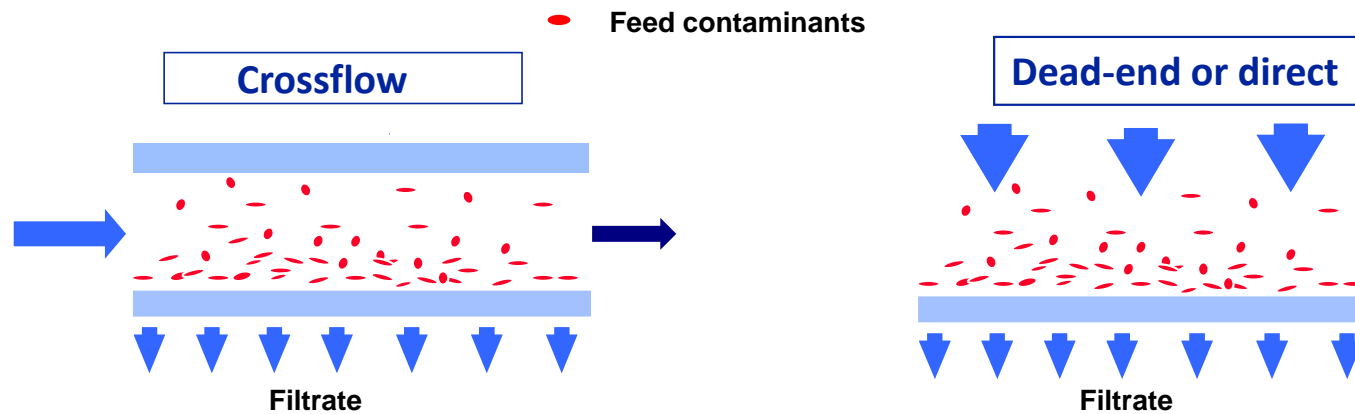 Feed contaminants
Crossflow
Dead-end or direct
Filtrate
Filtrate